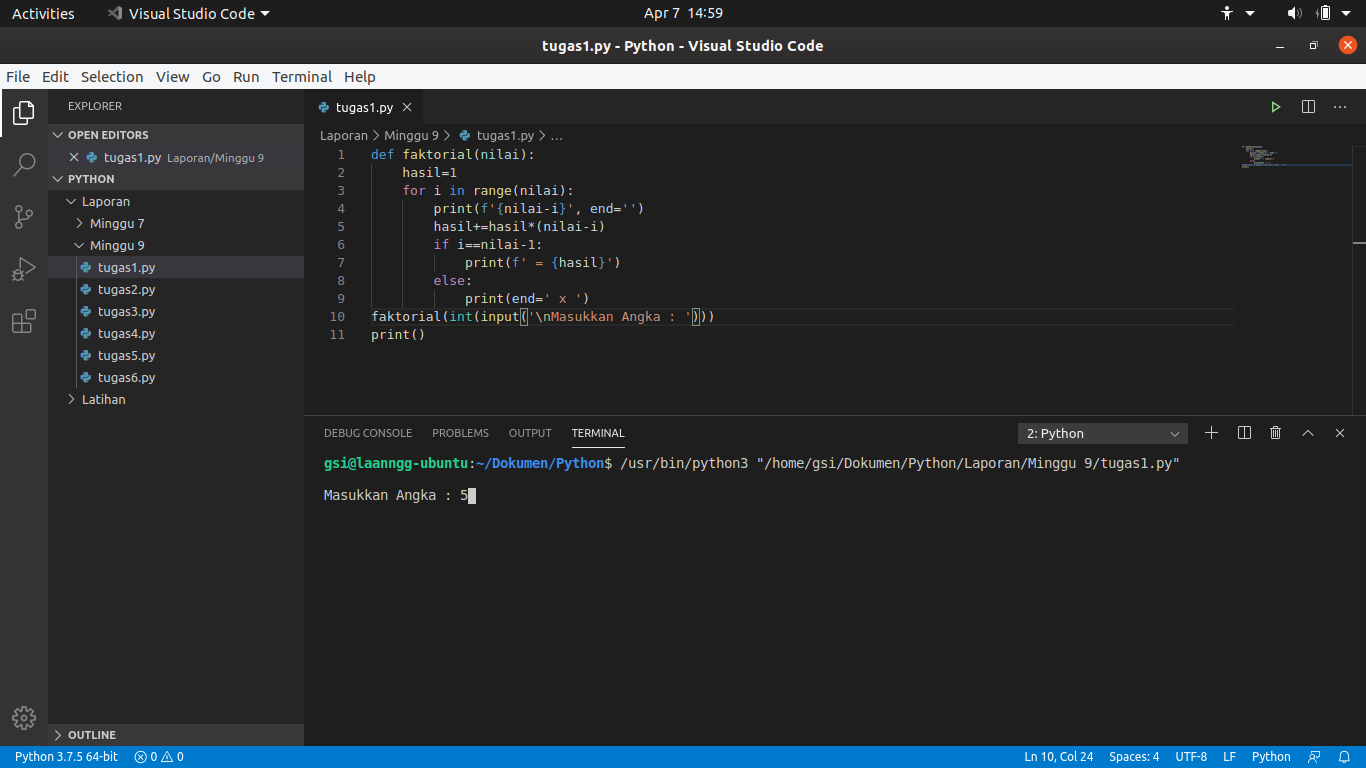 Activities Visual Studio Code Apr 7 14:59
tugas1.py - Python - Visual Studio Code
File Edit Selection View Go Run Terminal Help
EXPLORER
OPEN EDITORS
tugas1.py Laporan/Minggu 9
PYTHON
Laporan
Minggu 7
Minggu 9
tugas1.py
tugas2.py
tugas3.py
tugas4.py
tugas5.py
tugas6.py
Latihan
OUTLINE
tugas1.py
Laporan > Minggu 9 > tugas1.py > ...
1 def faktorial(nilai):
2     hasil=1
3     for i in range(nilai):
4         print(f'{nilai-i}', end='')
5         hasil+=hasil*(nilai-i)
6         if i==nilai-1:
7             print(f' = {hasil}')
8         else:
9             print(end=' x ')
10 faktorial(int(input('\nMasukkan Angka : ')))
11 print()
DEBUG CONSOLE PROBLEMS OUTPUT TERMINAL 2: Python
gsi@laanngg-ubuntu:~/Dokumen/Python$ /usr/bin/python3 "/home/gsi/Dokumen/Python/Laporan/Minggu 9/tugas1.py"
Masukkan Angka : 5
Python 3.7.5 64-bit 0 0 Ln 10, Col 24 Spaces: 4 UTF-8 LF Python